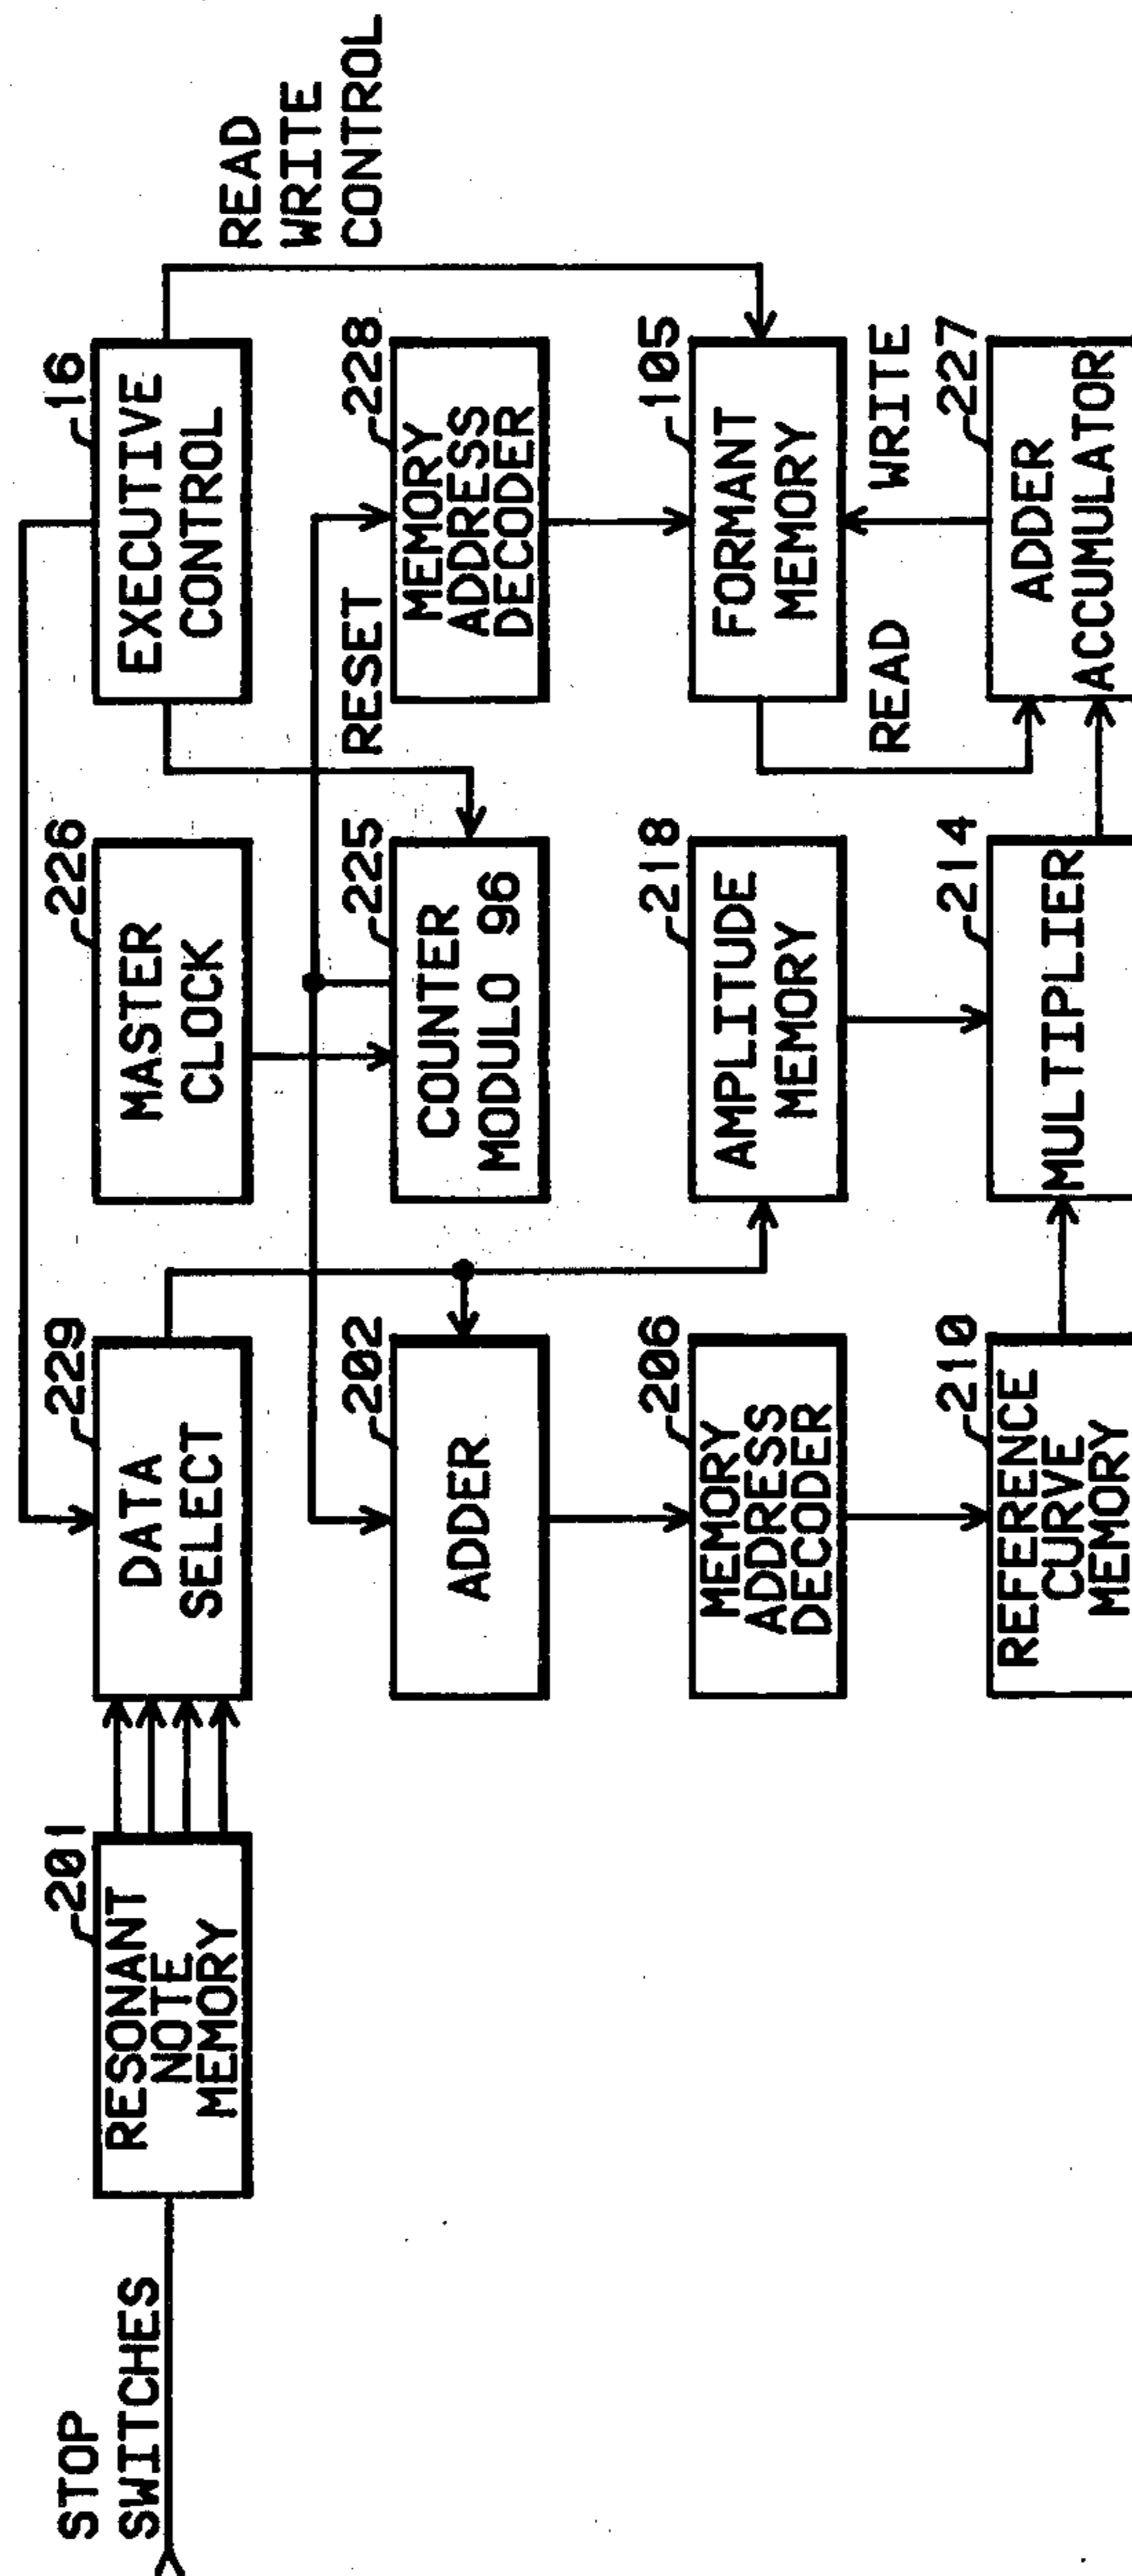 STOP
SWITCHES
201
RESONANT
NOTE
MEMORY
229
DATA
SELECT
226
MASTER
CLOCK
16
EXECUTIVE
CONTROL
READ
WRITE
CONTROL
202
ADDER
225
COUNTER
MODULO 96
RESET
228
MEMORY
ADDRESS
DECODER
206
MEMORY
ADDRESS
DECODER
218
AMPLITUDE
MEMORY
105
FORMANT
MEMORY
READ
WRITE
210
REFERENCE
CURVE
MEMORY
214
MULTIPLIER
227
ADDER
ACCUMULATOR